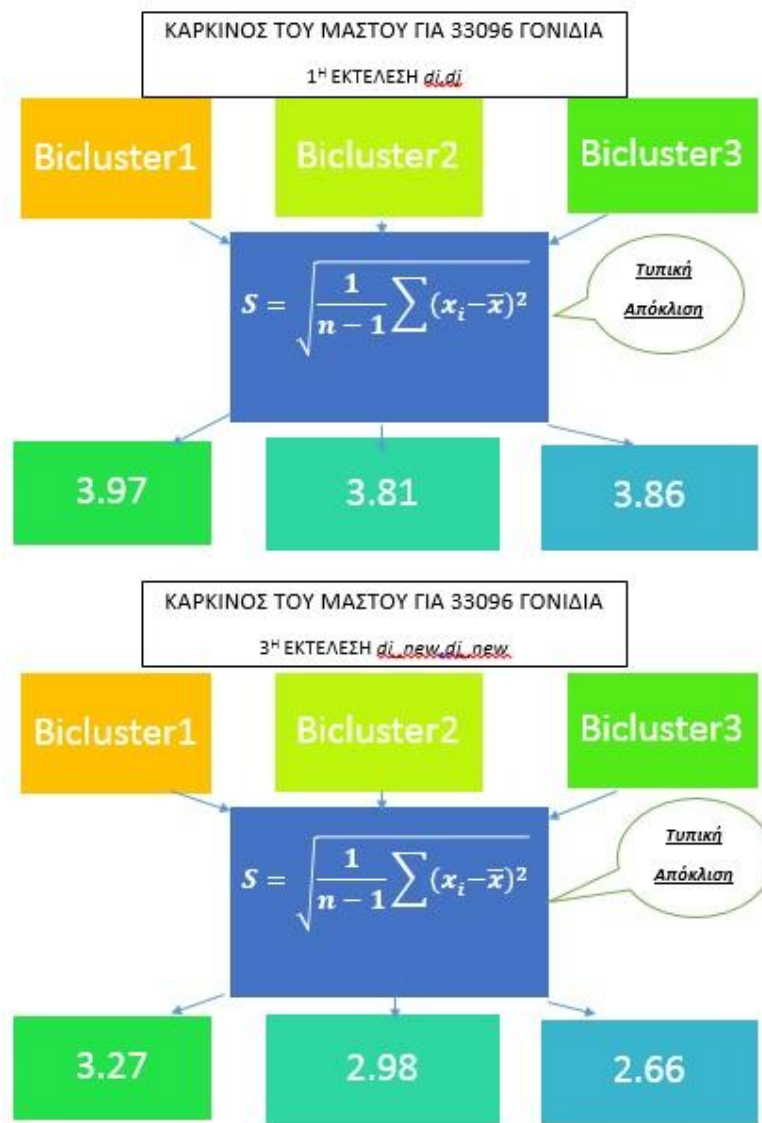 ΚΑΡΚΙΝΟΣ ΤΟΥ ΜΑΣΤΟΥ ΓΙΑ 33096 ΓΟΝΙΔΙΑ
1Η ΕΚΤΕΛΕΣΗ di,dj
Bicluster1
Bicluster2
Bicluster3
S = √(1/(n − 1) ∑(xᵢ−x̅)²)
Τυπική
Απόκλιση
3.97
3.81
3.86
ΚΑΡΚΙΝΟΣ ΤΟΥ ΜΑΣΤΟΥ ΓΙΑ 33096 ΓΟΝΙΔΙΑ
3Η ΕΚΤΕΛΕΣΗ di_new,dj_new
Bicluster1
Bicluster2
Bicluster3
S = √(1/(n − 1) ∑(xᵢ−x̅)²)
Τυπική
Απόκλιση
3.27
2.98
2.66